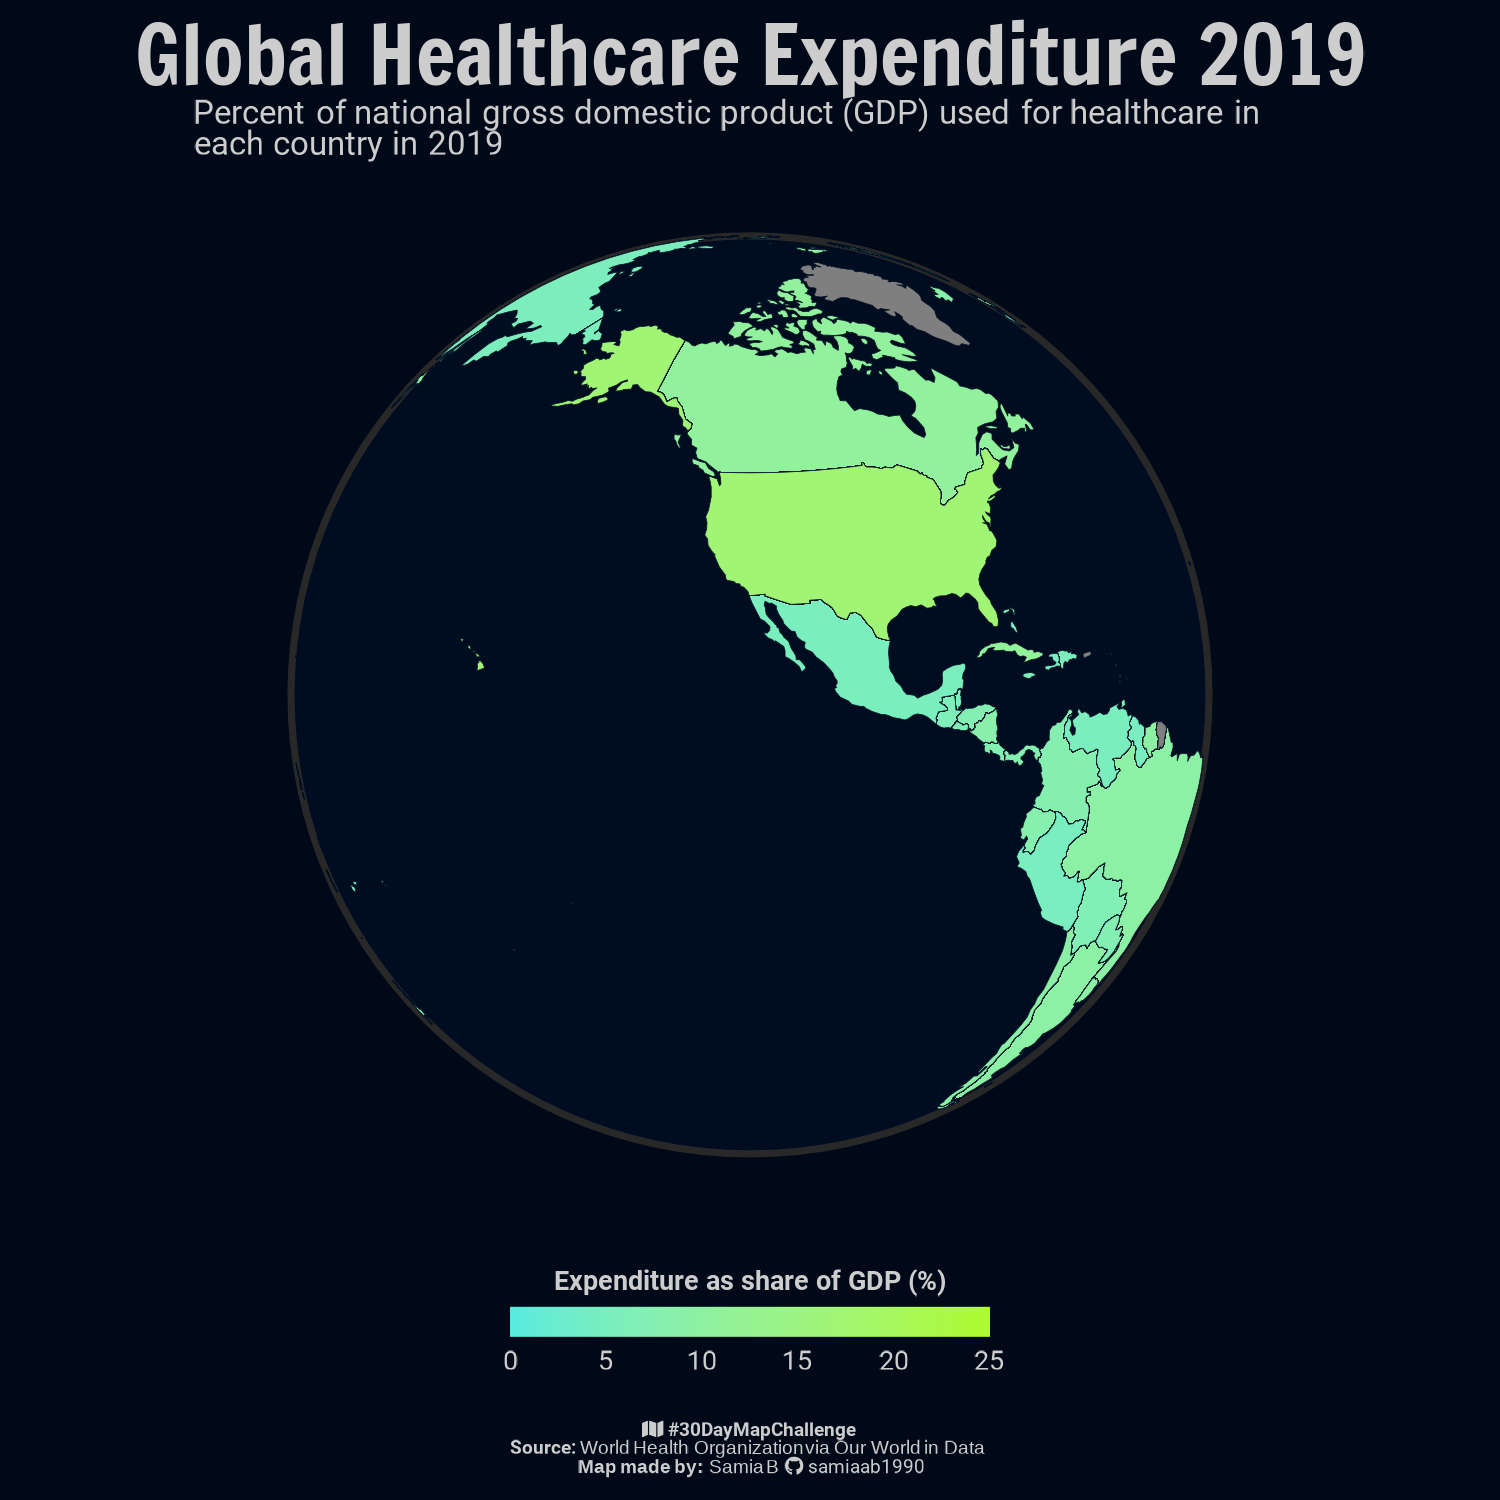 Global Healthcare Expenditure 2019
Percent of national gross domestic product (GDP) used for healthcare in
each country in 2019
Expenditure as share of GDP (%)
0 5 10 15 20 25
#30DayMapChallenge
Source: World Health Organization via Our World in Data
Map made by: Samia B samiaab1990